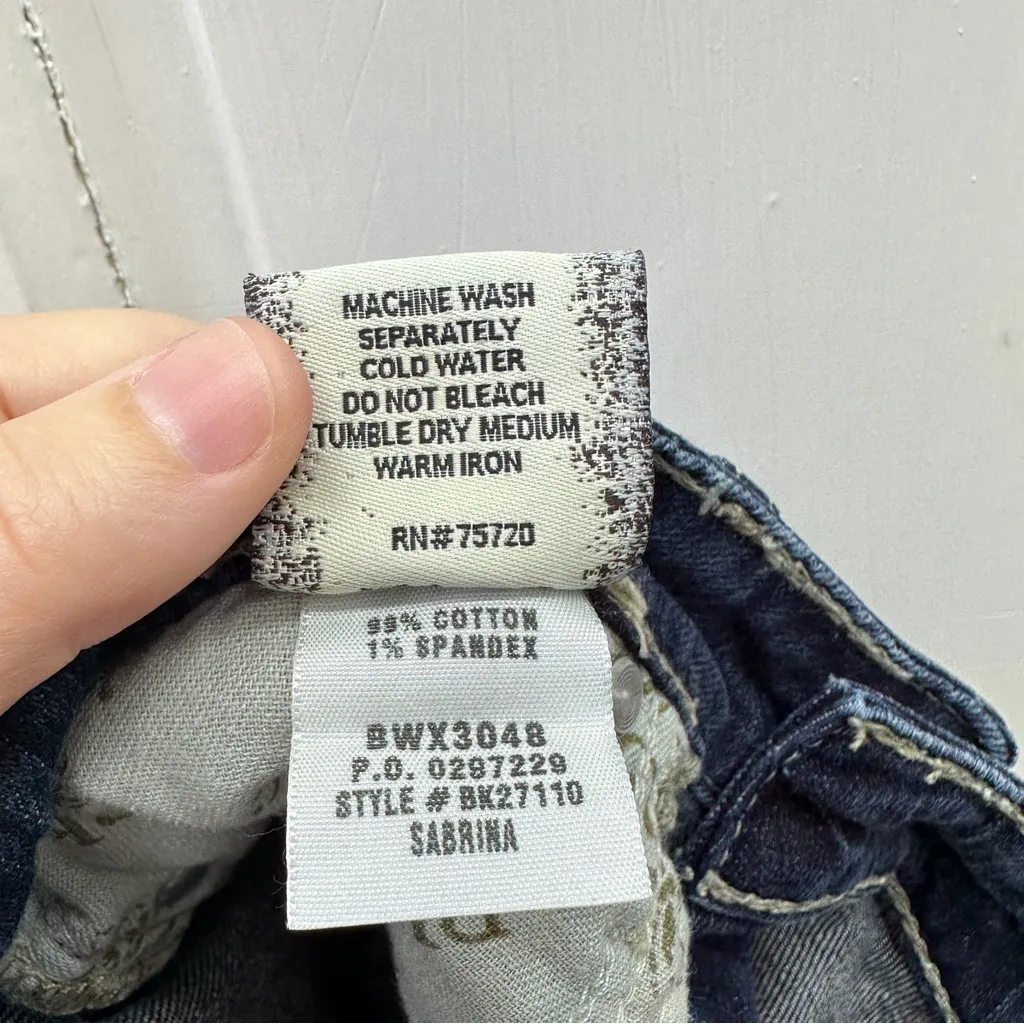 MACHINE WASH
SEPARATELY
COLD WATER
DO NOT BLEACH
TUMBLE DRY MEDIUM
WARM IRON
RN#75720
99% COTTON
1% SPANDEX
BWX3048
P.O. 0297229
STYLE # BK27110
SABRINA